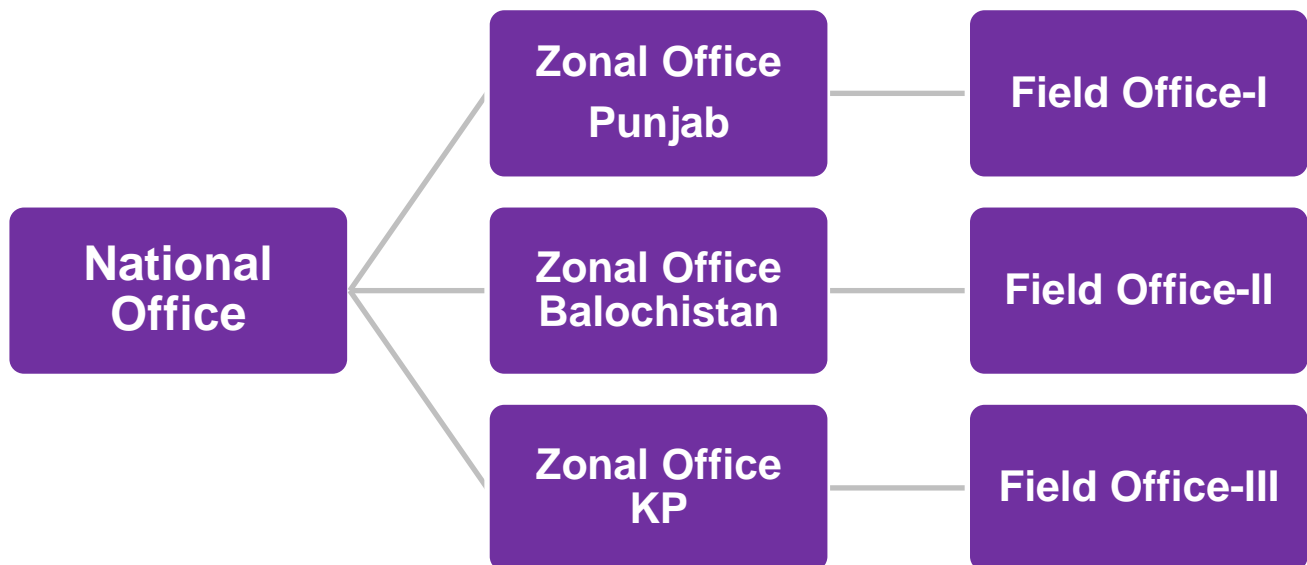 National
Office
Zonal Office
Punjab
Field Office-I
Zonal Office
Balochistan
Field Office-II
Zonal Office
KP
Field Office-III